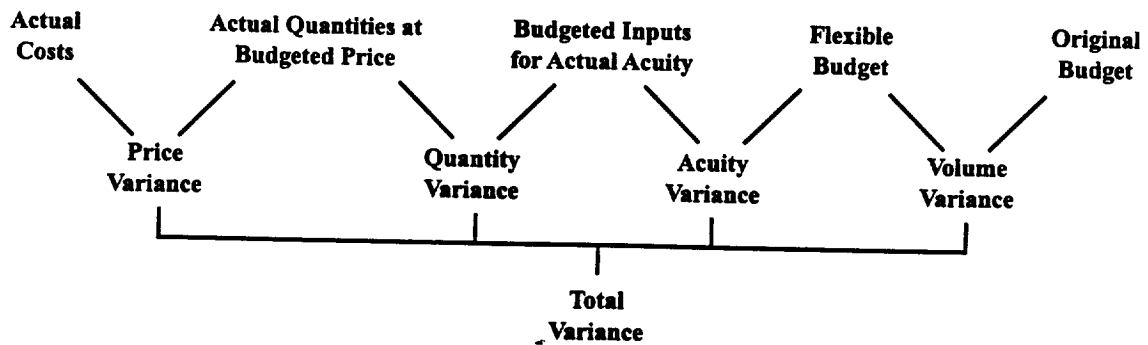 Actual
Costs
Actual Quantities at
Budgeted Price
Budgeted Inputs
for Actual Acuity
Flexible
Budget
Original
Budget
Price
Variance
Quantity
Variance
Acuity
Variance
Volume
Variance
Total
Variance